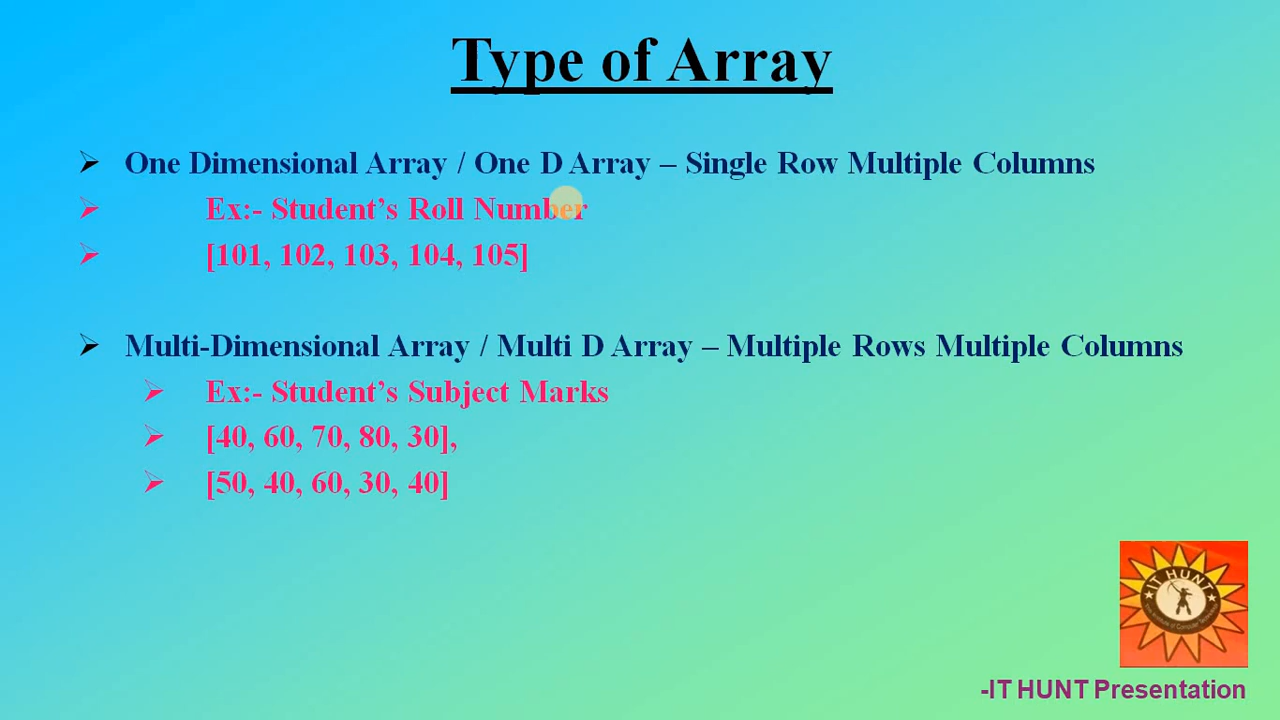 Type of Array
One Dimensional Array / One D Array – Single Row Multiple Columns
Ex:- Student’s Roll Number
[101, 102, 103, 104, 105]
Multi-Dimensional Array / Multi D Array – Multiple Rows Multiple Columns
Ex:- Student’s Subject Marks
[40, 60, 70, 80, 30],
[50, 40, 60, 30, 40]
IT HUNT
-IT HUNT Presentation